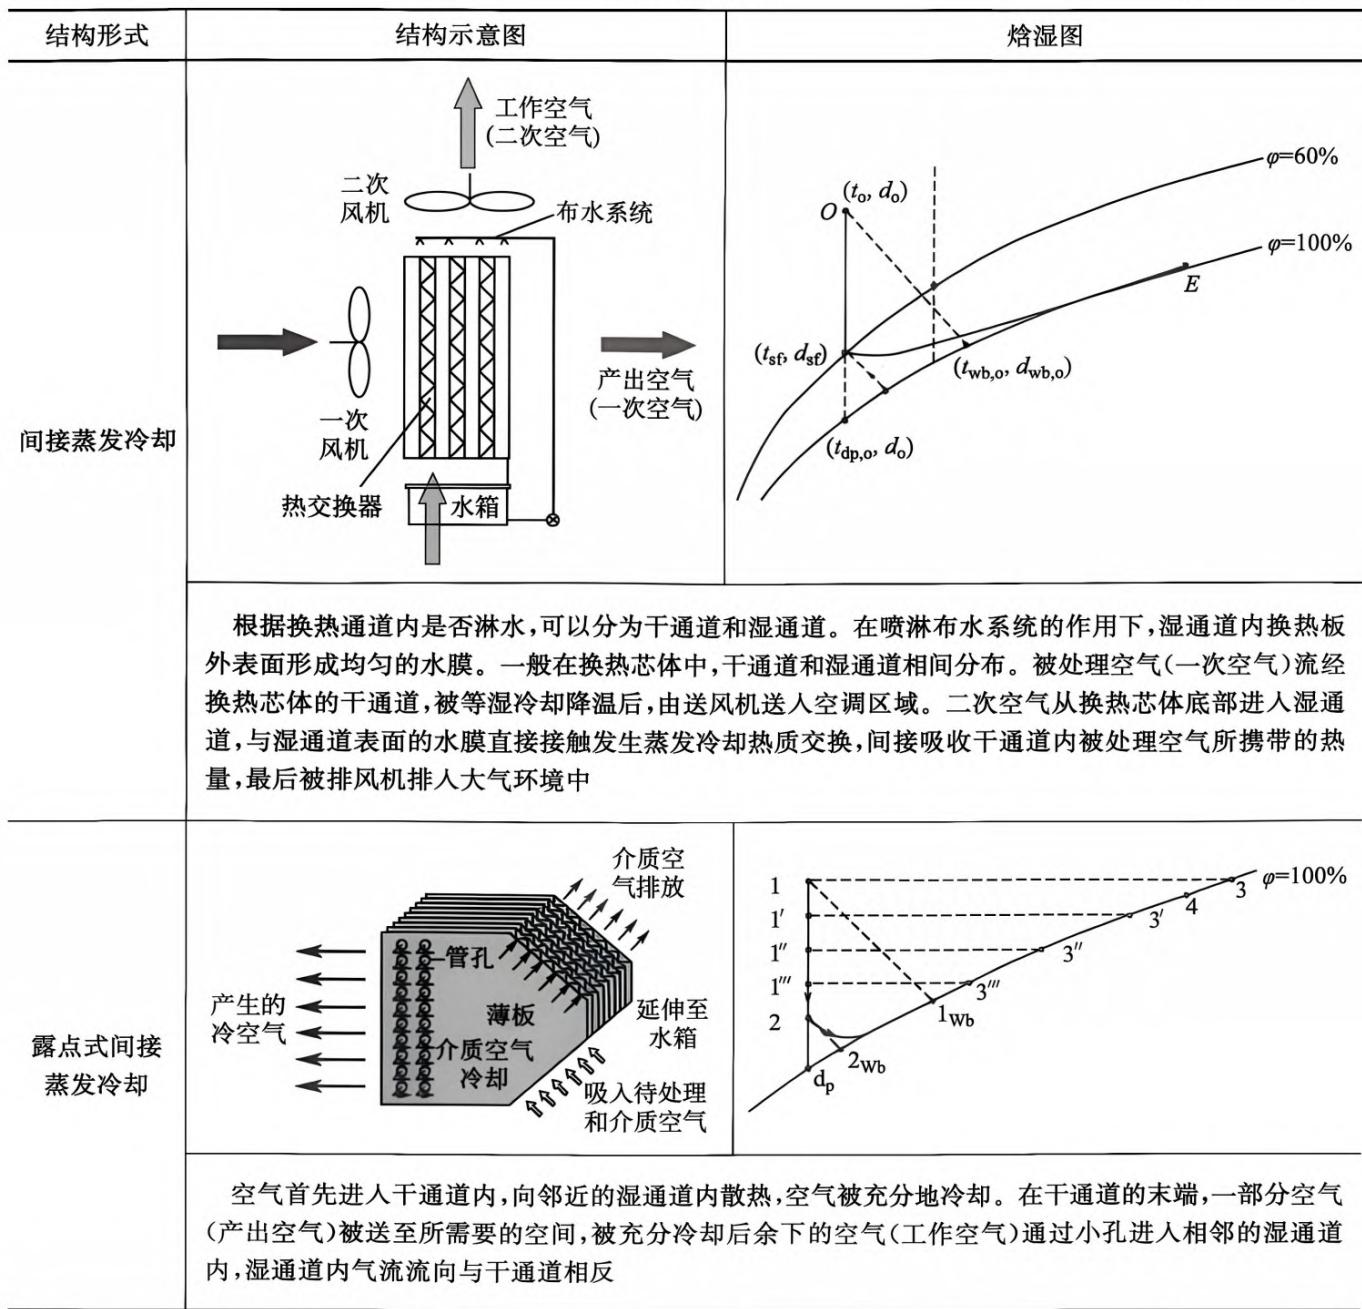 结构形式
结构示意图
焓湿图
间接蒸发冷却
工作空气
(二次空气)
二次
风机
布水系统
一次
风机
产出空气
(一次空气)
热交换器
水箱
φ=60%
φ=100%
(to, do)
O
E
(tsf, dsf)
(twb,o, dwb,o)
(tdp,o, do)
根据换热通道内是否淋水,可以分为干通道和湿通道。在喷淋布水系统的作用下,湿通道内换热板
外表面形成均匀的水膜。一般在换热芯体中,干通道和湿通道相间分布。被处理空气(一次空气)流经
换热芯体的干通道,被等湿冷却降温后,由送风机送人空调区域。二次空气从换热芯体底部进人湿通
道,与湿通道表面的水膜直接接触发生蒸发冷却热质交换,间接吸收干通道内被处理空气所携带的热
量,最后被排风机排人大气环境中
露点式间接
蒸发冷却
介质空
气排放
管孔
产生的
冷空气
薄板
延伸至
水箱
介质空气
冷却
吸入待处理
和介质空气
1
1′
1″
1‴
2
dp
2Wb
1Wb
3‴
3″
3′
4
3
φ=100%
空气首先进人干通道内,向邻近的湿通道内散热,空气被充分地冷却。在干通道的末端,一部分空气
(产出空气)被送至所需要的空间,被充分冷却后余下的空气(工作空气)通过小孔进人相邻的湿通道
内,湿通道内气流流向与干通道相反